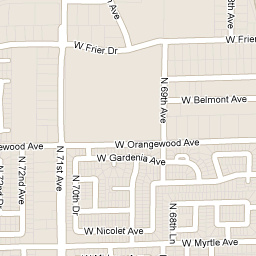 Ave
W Frier Dr
W Frier
N 69th Ave
W Belmont Ave
W Orangewood Ave
ewood Ave
W Gardenia Ave
N 71st Ave
N 72nd Ave
N 70th Dr
N 68th Ln
W Nicolet Ave
W Myrtle Ave